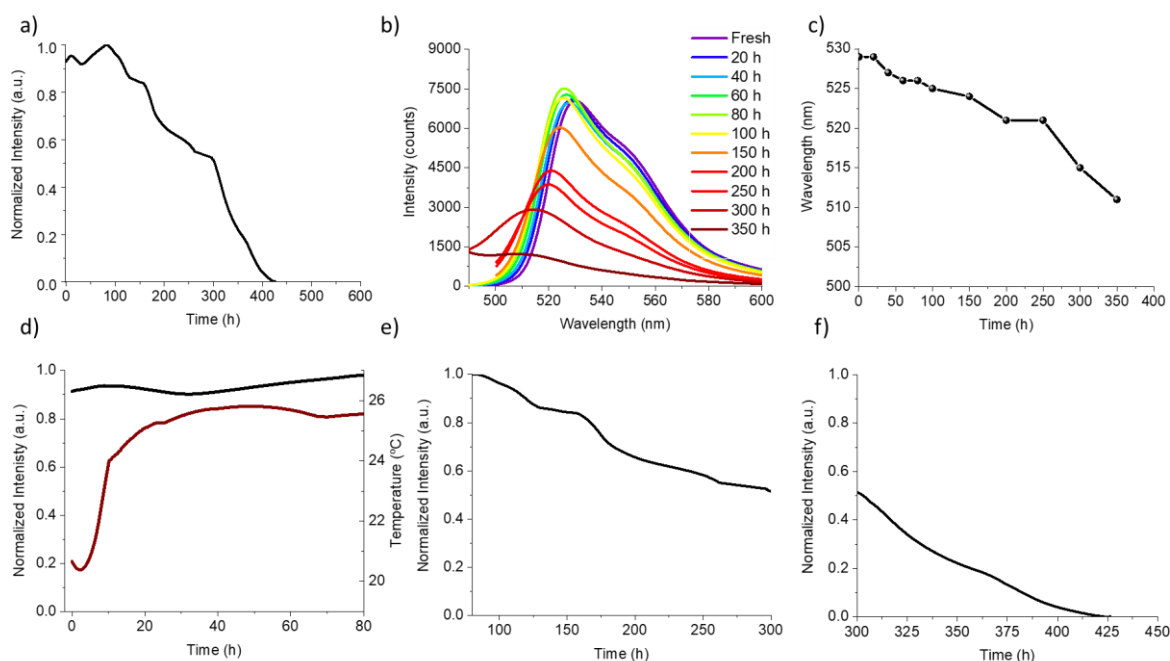 a)
Normalized Intensity (a.u.)
1.0
0.8
0.6
0.4
0.2
0.0
0 100 200 300 400 500 600
Time (h)
b)
Intensity (counts)
9000
7500
6000
4500
3000
1500
0
500 520 540 560 580 600
Wavelength (nm)
Fresh
20 h
40 h
60 h
80 h
100 h
150 h
200 h
250 h
300 h
350 h
c)
Wavelength (nm)
530
525
520
515
510
505
500
0 50 100 150 200 250 300 350 400
Time (h)
d)
Normalized Intenisty (a.u.)
1.0
0.8
0.6
0.4
0.2
0.0
0 20 40 60 80
Time (h)
26
24
22
20
Temperature (ºC)
e)
Normalized Intensity (a.u.)
1.0
0.8
0.6
0.4
0.2
0.0
100 150 200 250 300
Time (h)
f)
Normalized Intensity (a.u.)
1.0
0.8
0.6
0.4
0.2
0.0
300 325 350 375 400 425 450
Time (h)